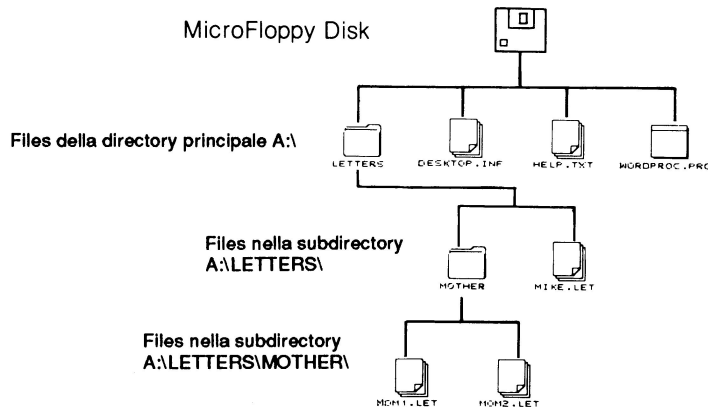 MicroFloppy Disk
Files della directory principale A:\
LETTERS DESKTOP.INF HELP.TXT WORDPROC.PRG
Files nella subdirectory
A:\LETTERS\
MOTHER MIKE.LET
Files nella subdirectory
A:\LETTERS\MOTHER\
MOM1.LET MOM2.LET